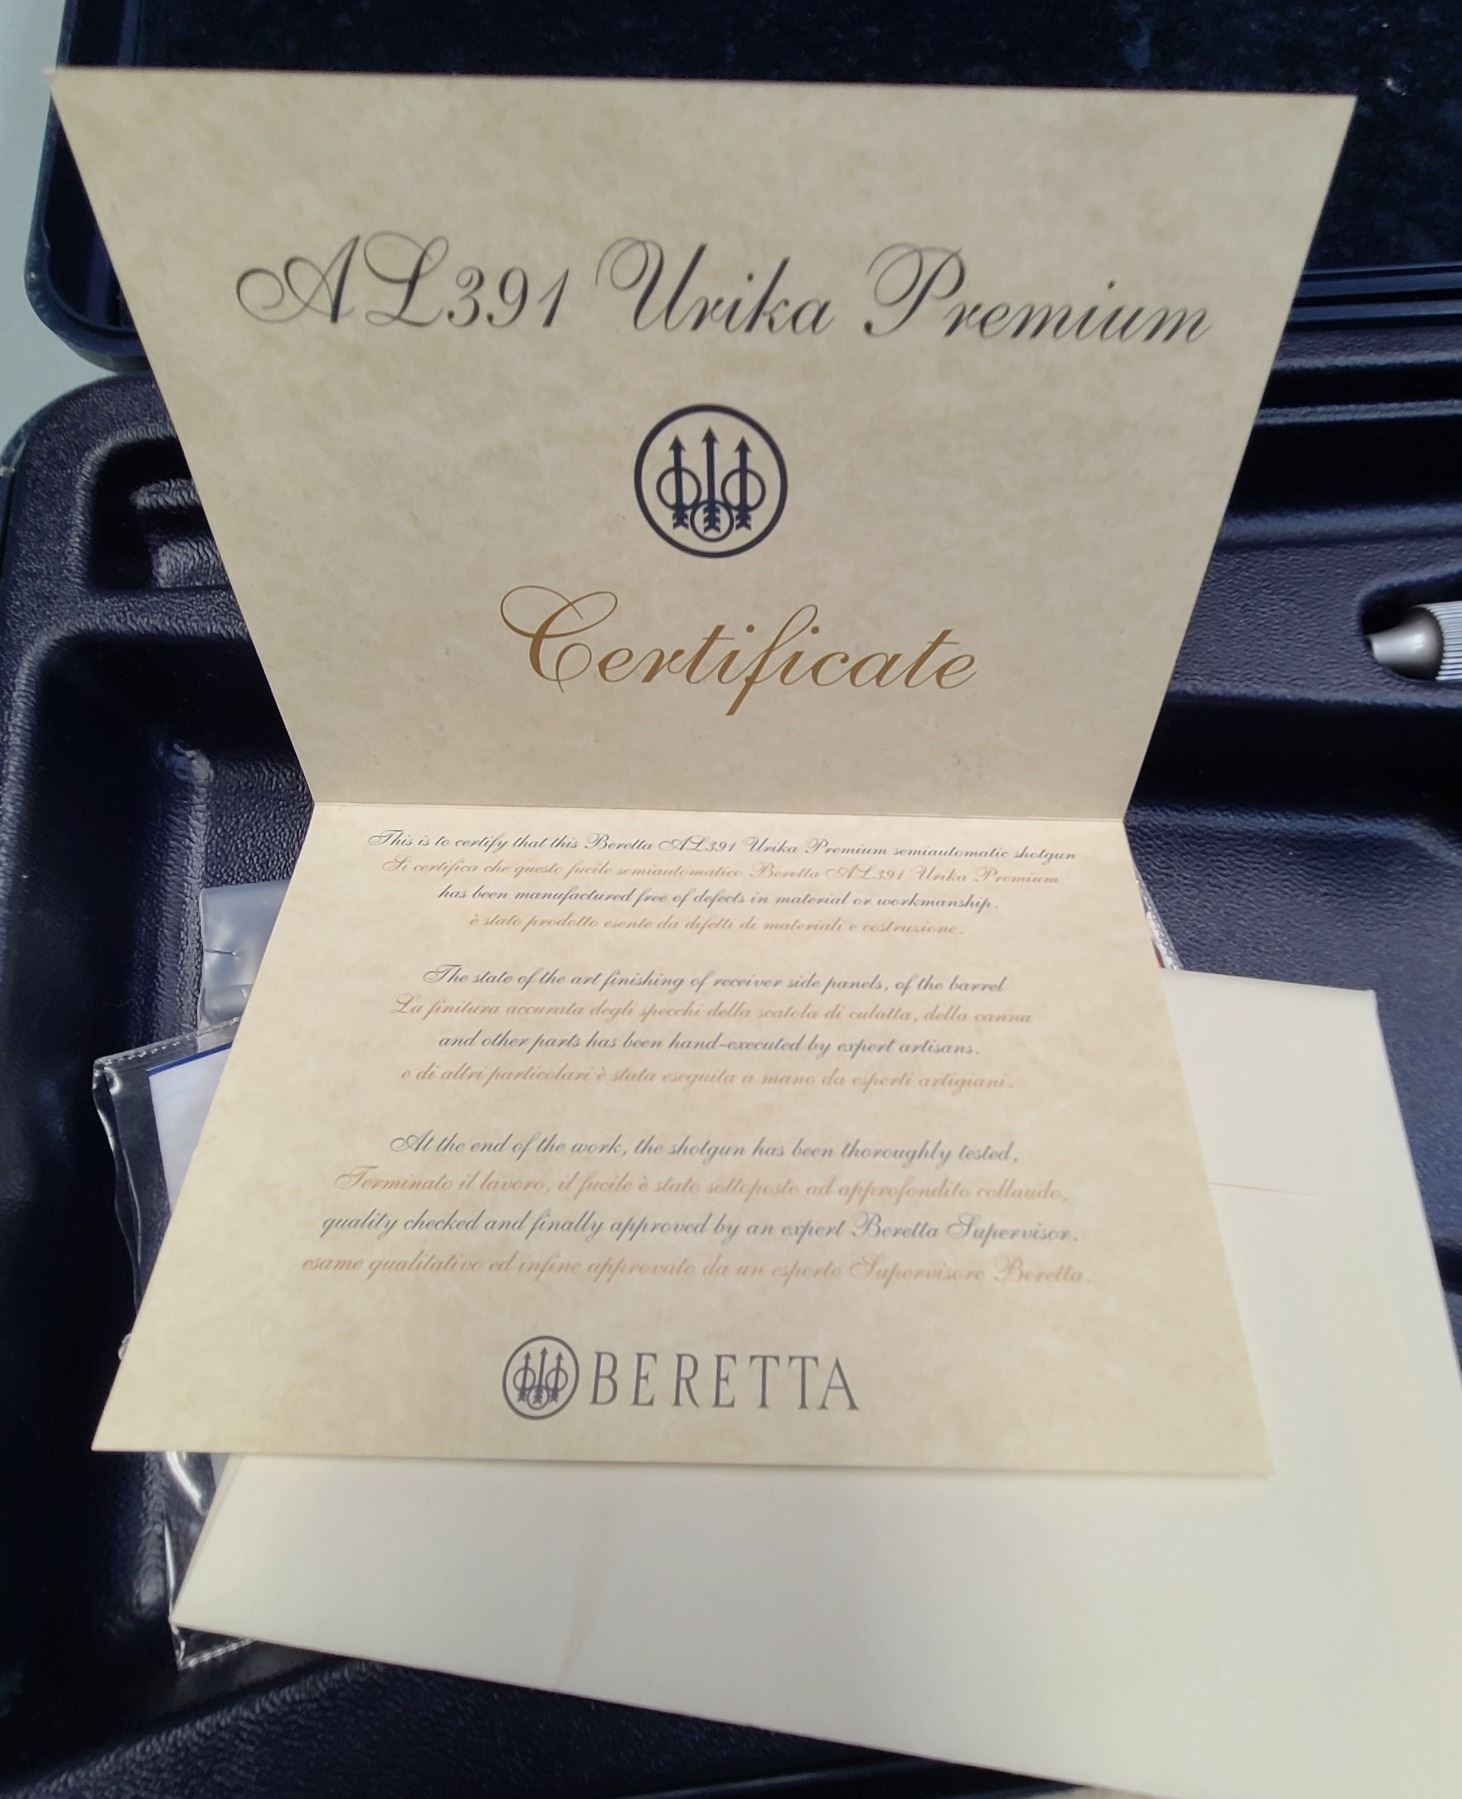 AL391 Urika Premium
Certificate
This is to certify that this Beretta AL391 Urika Premium semiautomatic shotgun
Si certifica che questo fucile semiautomatico Beretta AL391 Urika Premium
has been manufactured free of defects in material or workmanship.
è stato prodotto esente da difetti di materiali e costruzione.
The state of the art finishing of receiver side panels, of the barrel
La finitura accurata degli specchi della scatola di culatta, della canna
and other parts has been hand-executed by expert artisans.
e di altri particolari è stata eseguita a mano da esperti artigiani.
At the end of the work, the shotgun has been thoroughly tested,
Terminato il lavoro, il fucile è stato sottoposto ad approfondito collaudo,
quality checked and finally approved by an expert Beretta Supervisor.
esame qualitativo ed infine approvato da un esperto Supervisore Beretta.
BERETTA